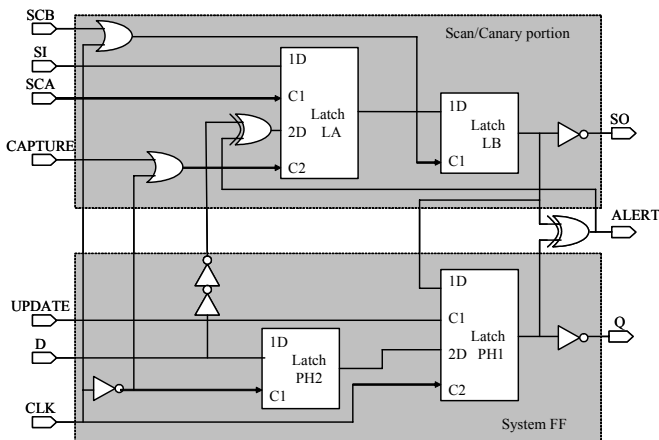 SCB
Scan/Canary portion
SI
1D
SCA
C1
Latch
LA
1D
Latch
LB
SO
2D
CAPTURE
C1
C2
ALERT
1D
UPDATE
C1
Q
D
1D
Latch
PH2
2D
Latch
PH1
C1
C2
CLK
System FF